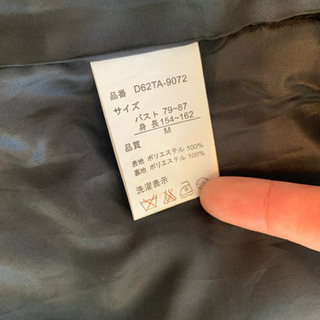 品番 D62TA-9072
サイズ
バスト 79-87
身長154-162
M
品質
表地 ポリエステル 100%
裏地 ポリエステル 100%
洗濯表示